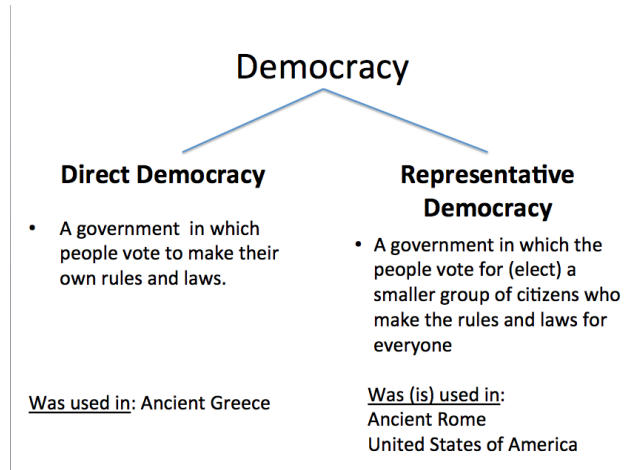 Democracy
Direct Democracy
• A government in which
people vote to make their
own rules and laws.
Was used in: Ancient Greece
Representative
Democracy
• A government in which the
people vote for (elect) a
smaller group of citizens who
make the rules and laws for
everyone
Was (is) used in:
Ancient Rome
United States of America